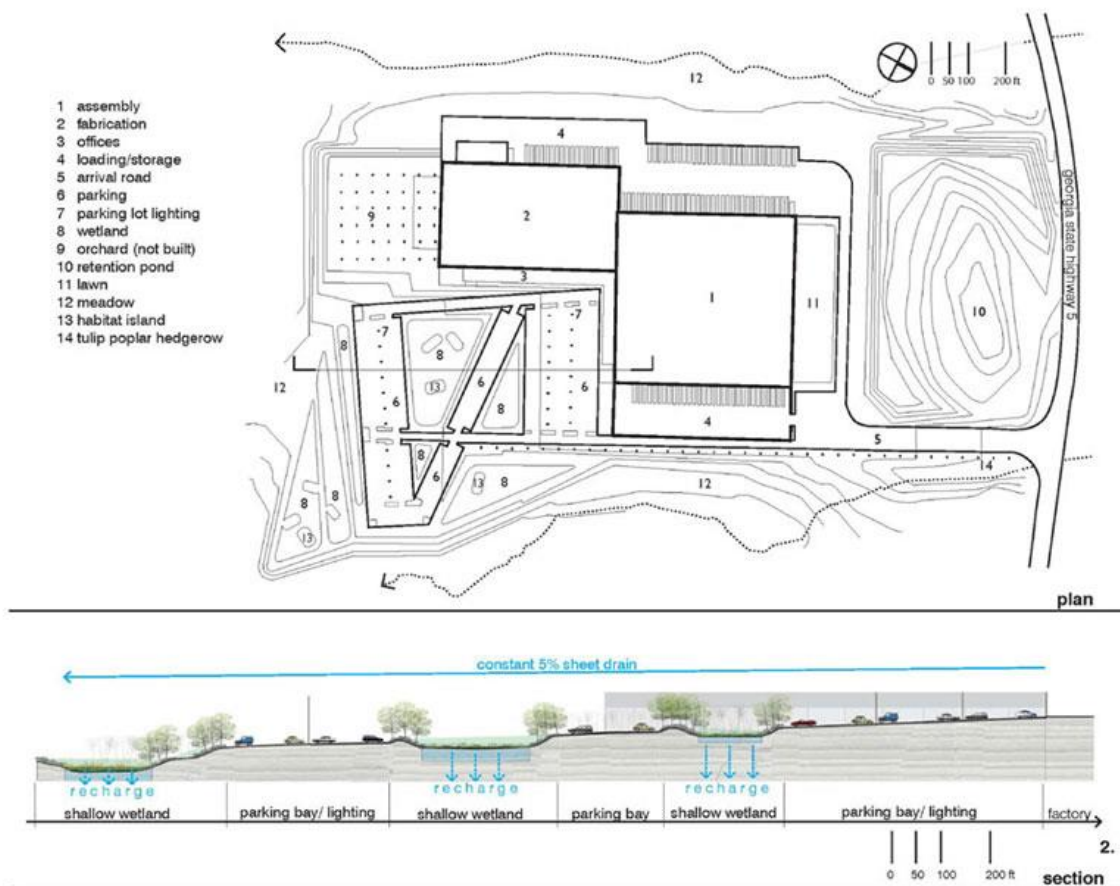 1 assembly
2 fabrication
3 offices
4 loading/storage
5 arrival road
6 parking
7 parking lot lighting
8 wetland
9 orchard (not built)
10 retention pond
11 lawn
12 meadow
13 habitat island
14 tulip poplar hedgerow
12
0 50 100 200 ft
4
georgia state highway 5
9
2
3
1
11
10
7
7
8
8
6
13
6
8
6
12
4
5
14
8
6
13
8
12
8
8
13
plan
constant 5% sheet drain
recharge
recharge
recharge
shallow wetland
parking bay/ lighting
shallow wetland
parking bay
shallow wetland
parking bay/ lighting
factory
2.
0 50 100 200 ft
section